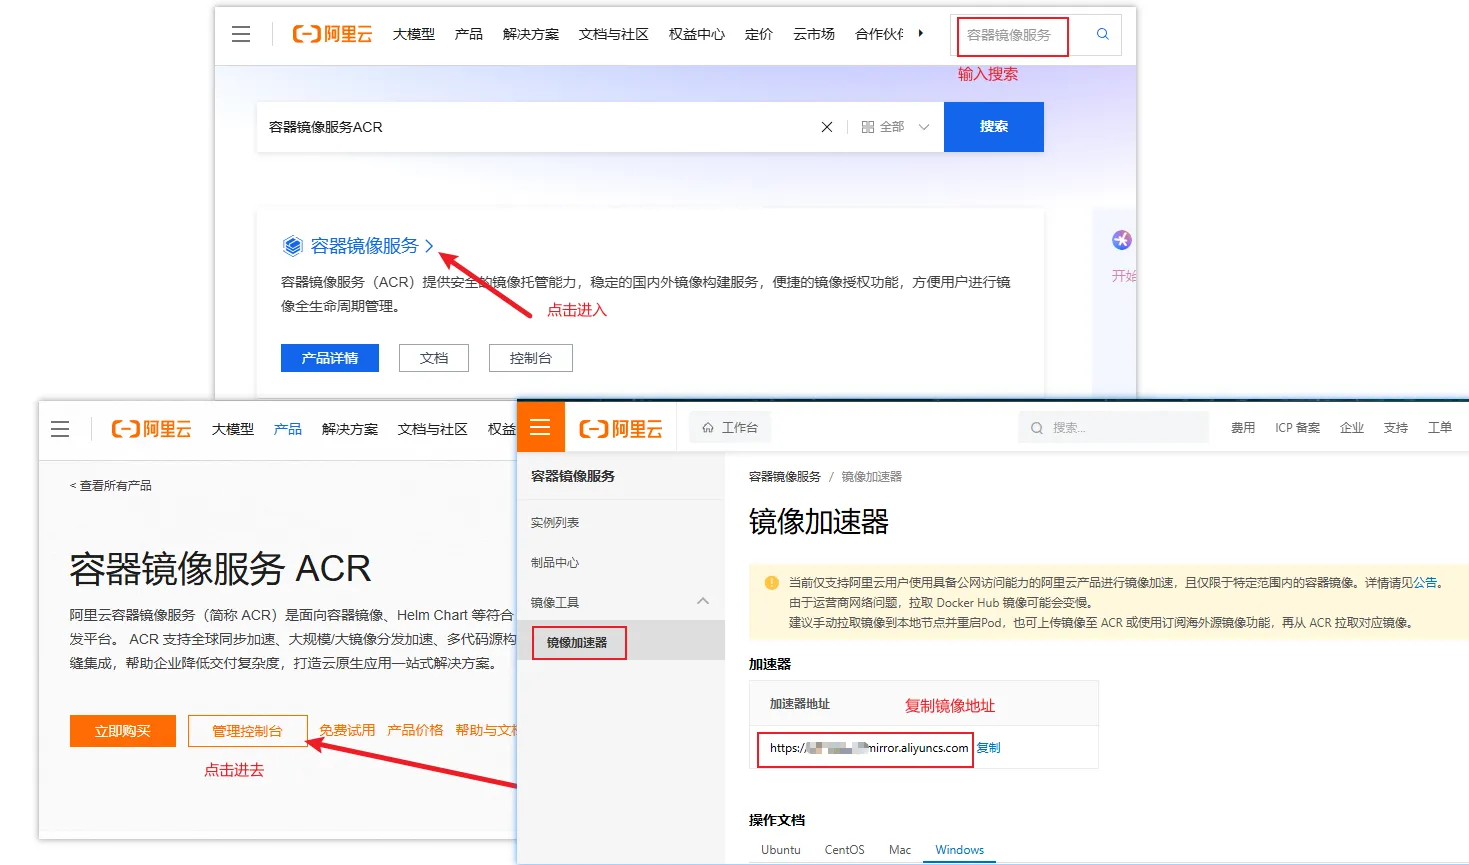 阿里云 大模型 产品 解决方案 文档与社区 权益中心 定价 云市场 合作伙伴 容器镜像服务
输入搜索
容器镜像服务ACR 全部 搜索
容器镜像服务 >
容器镜像服务（ACR）提供安全的镜像托管能力，稳定的国内外镜像构建服务，便捷的镜像授权功能，方便用户进行镜
像全生命周期管理。
点击进入
产品详情 文档 控制台
开始
阿里云 大模型 产品 解决方案 文档与社区 权益
< 查看所有产品
容器镜像服务 ACR
阿里云容器镜像服务（简称 ACR）是面向容器镜像、Helm Chart 等符合
发平台。 ACR 支持全球同步加速、大规模/大镜像分发加速、多代码源构
缝集成，帮助企业降低交付复杂度，打造云原生应用一站式解决方案。
立即购买 管理控制台 免费试用 产品价格 帮助与文档
点击进去
阿里云 工作台 搜索... 费用 ICP 备案 企业 支持 工单
容器镜像服务
实例列表
制品中心
镜像工具
镜像加速器
容器镜像服务 / 镜像加速器
镜像加速器
当前仅支持阿里云用户使用具备公网访问能力的阿里云产品进行镜像加速，且仅限于特定范围内的容器镜像。详情请见公告。
由于运营商网络问题，拉取 Docker Hub 镜像可能会变慢。
建议手动拉取镜像到本地节点并重启Pod，也可上传镜像至 ACR 或使用订阅海外源镜像功能，再从 ACR 拉取对应镜像。
加速器
加速器地址 复制镜像地址
https:// mirror.aliyuncs.com 复制
操作文档
Ubuntu CentOS Mac Windows